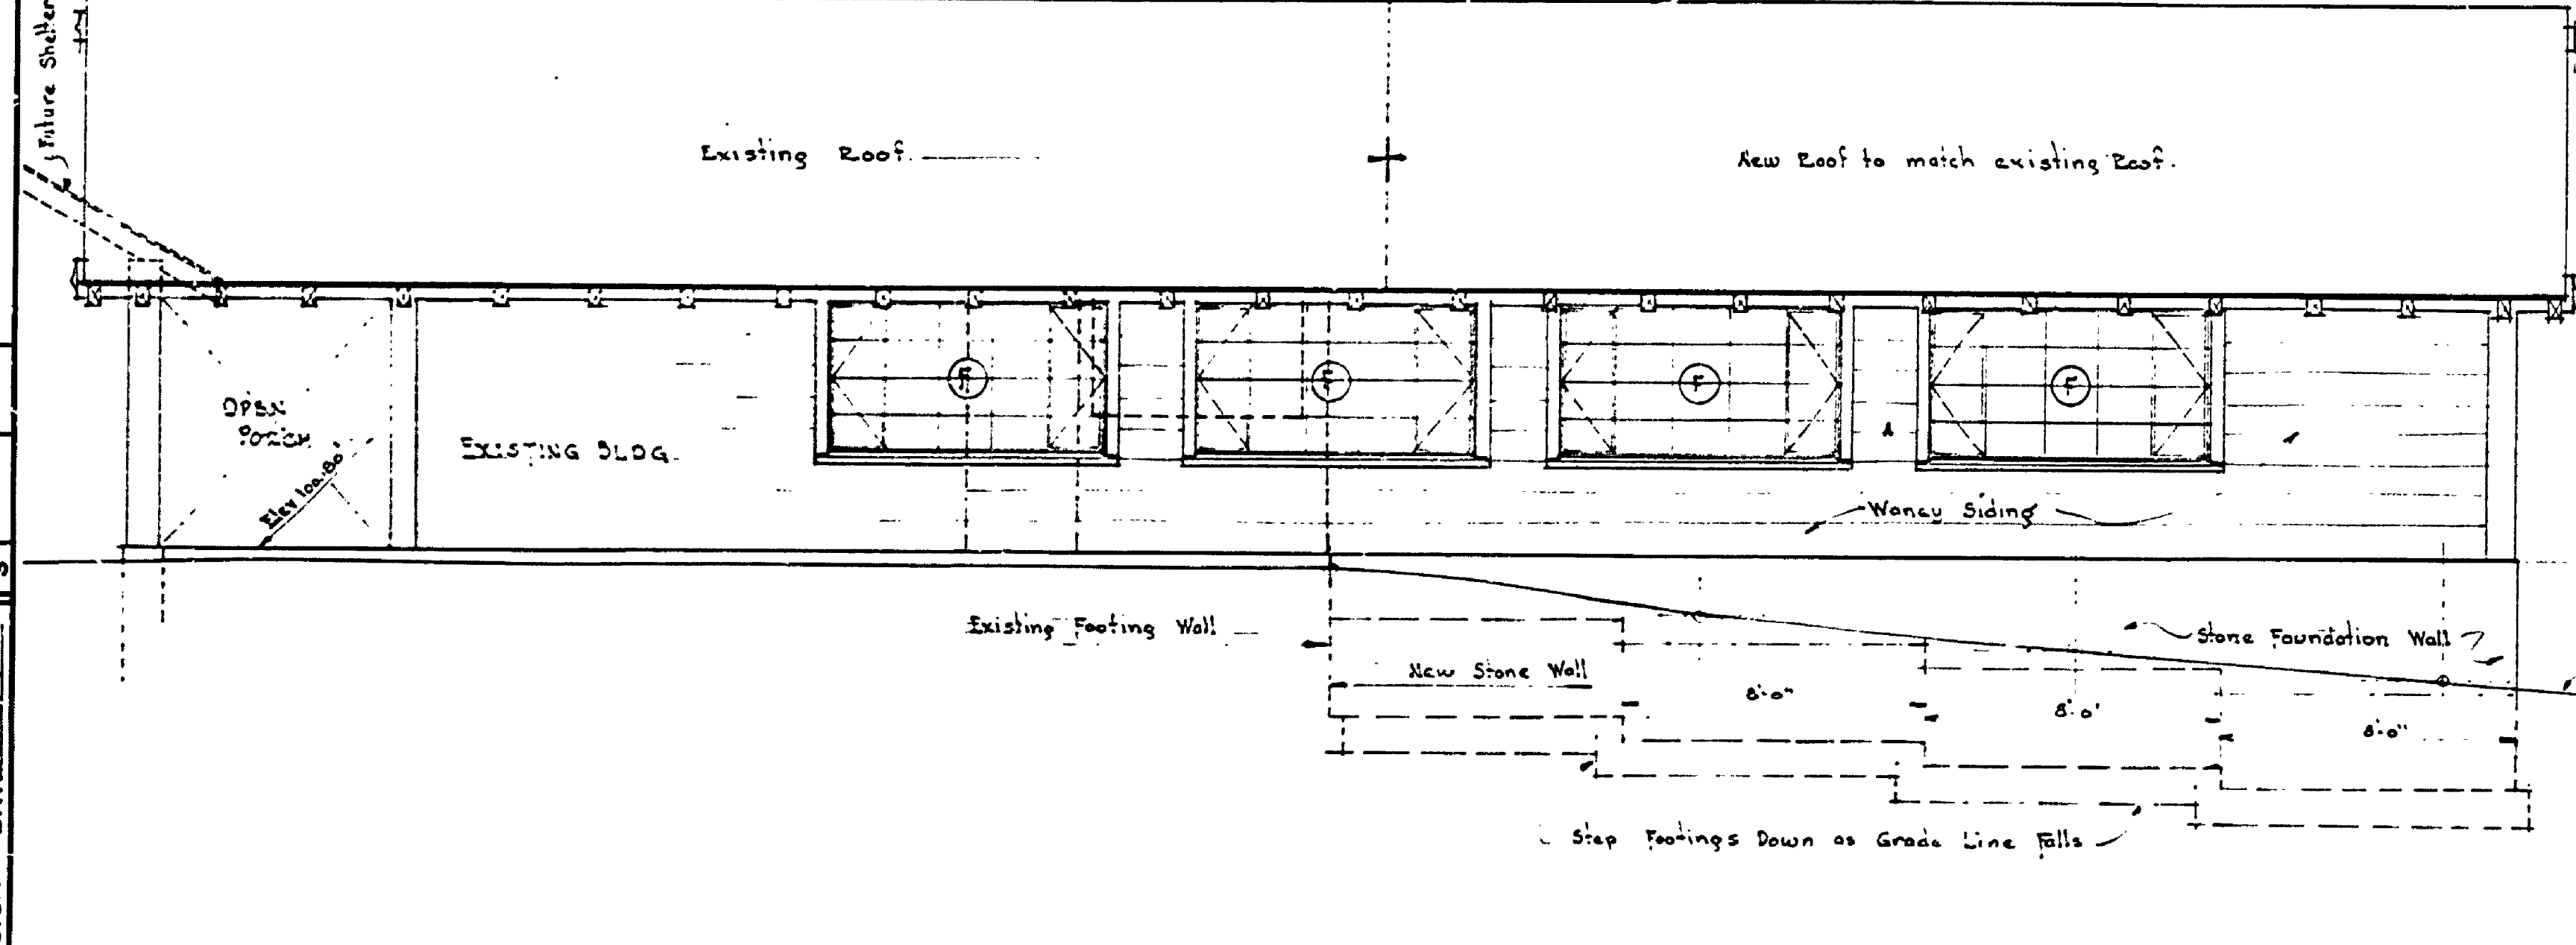 Future Shelter
Existing Roof.
New Roof to match existing Roof.
OPEN
PORCH
Elev 100.80
EXISTING BLDG.
F
F
F
F
Waney Siding
Existing Footing Wall
New Stone Wall
Stone Foundation Wall
8'-0"
8'-0"
8'-0"
Step Footings Down as Grade Line Falls